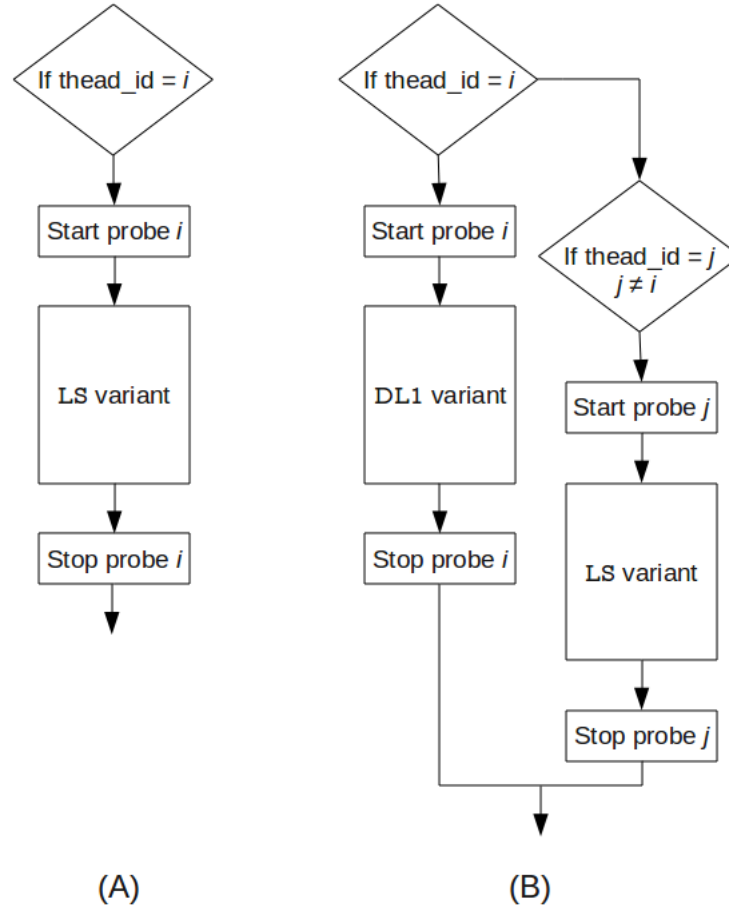 If thead_id = i
Start probe i
LS variant
Stop probe i
(A)
If thead_id = i
Start probe i
DL1 variant
Stop probe i
If thead_id = j
j ≠ i
Start probe j
LS variant
Stop probe j
(B)